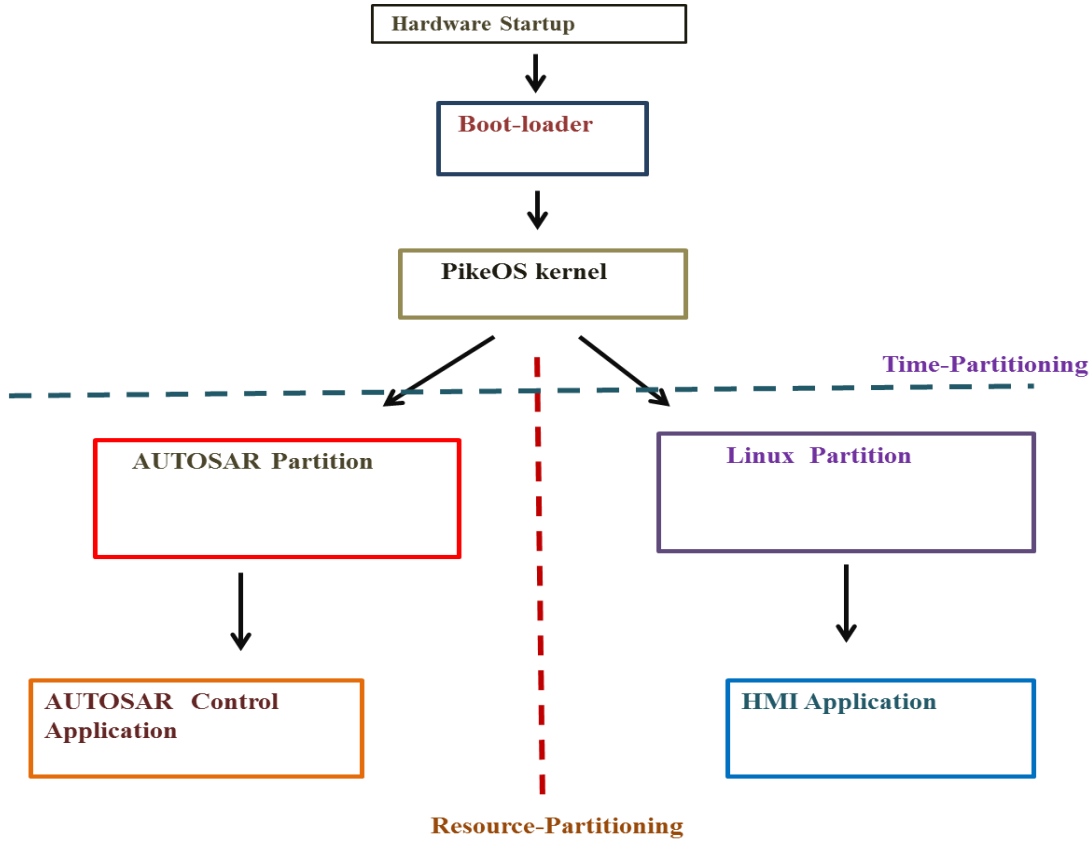 Hardware Startup
Boot-loader
PikeOS kernel
Time-Partitioning
AUTOSAR Partition
Linux Partition
AUTOSAR Control
Application
HMI Application
Resource-Partitioning